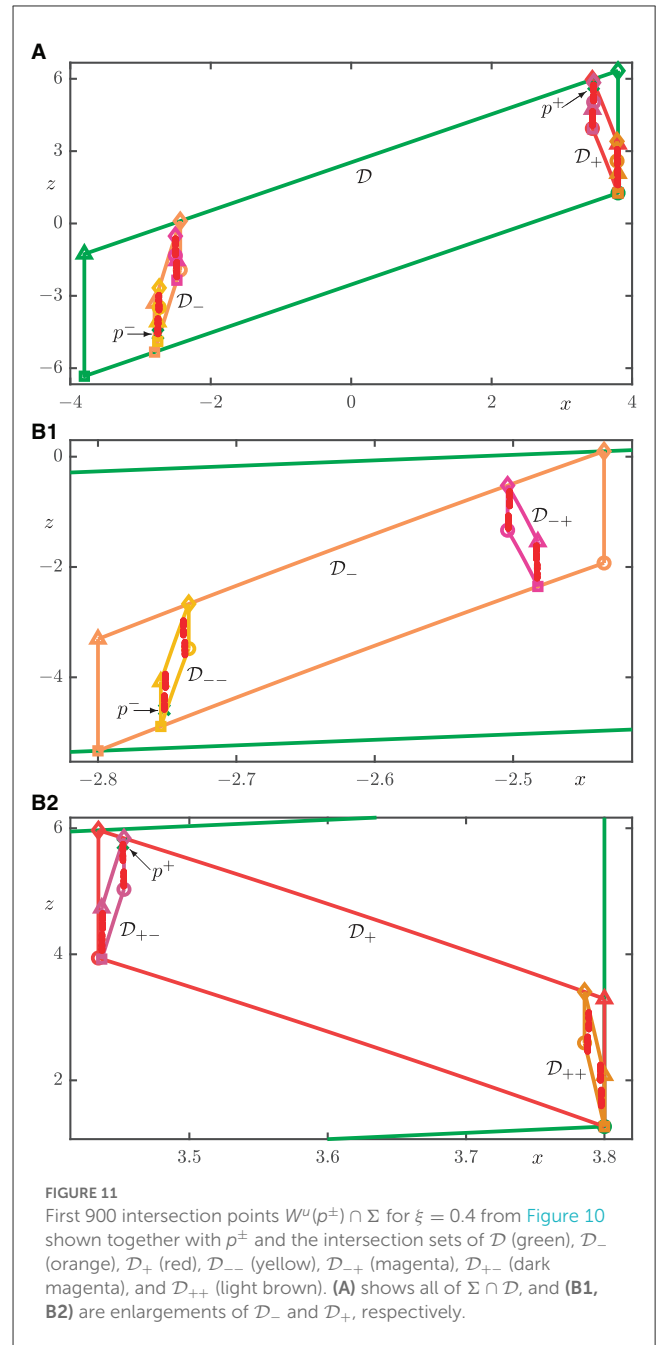 A
6
3
z
0
−3
−6
p⁺
𝒟₊
𝒟
𝒟₋
p⁻
−4 −2 0 2 x 4
B1
0
z
−2
−4
𝒟₋₊
𝒟₋
𝒟₋₋
p⁻
−2.8 −2.7 −2.6 −2.5 x
B2
6
z
4
2
p⁺
𝒟₊₋
𝒟₊
𝒟₊₊
3.5 3.6 3.7 x 3.8
FIGURE 11
First 900 intersection points Wᵘ(p±) ∩ Σ for ξ = 0.4 from Figure 10
shown together with p± and the intersection sets of 𝒟 (green), 𝒟₋
(orange), 𝒟₊ (red), 𝒟₋₋ (yellow), 𝒟₋₊ (magenta), 𝒟₊₋ (dark
magenta), and 𝒟₊₊ (light brown). (A) shows all of Σ ∩ 𝒟, and (B1,
B2) are enlargements of 𝒟₋ and 𝒟₊, respectively.